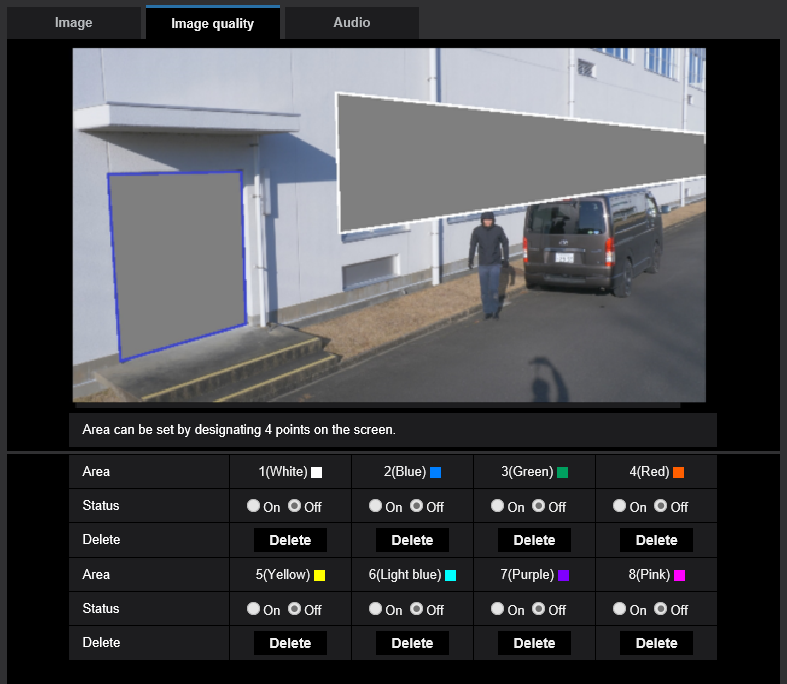 Image Image quality Audio
Area can be set by designating 4 points on the screen.
Area 1(White) 2(Blue) 3(Green) 4(Red)
Status On Off On Off On Off On Off
Delete Delete Delete Delete Delete
Area 5(Yellow) 6(Light blue) 7(Purple) 8(Pink)
Status On Off On Off On Off On Off
Delete Delete Delete Delete Delete